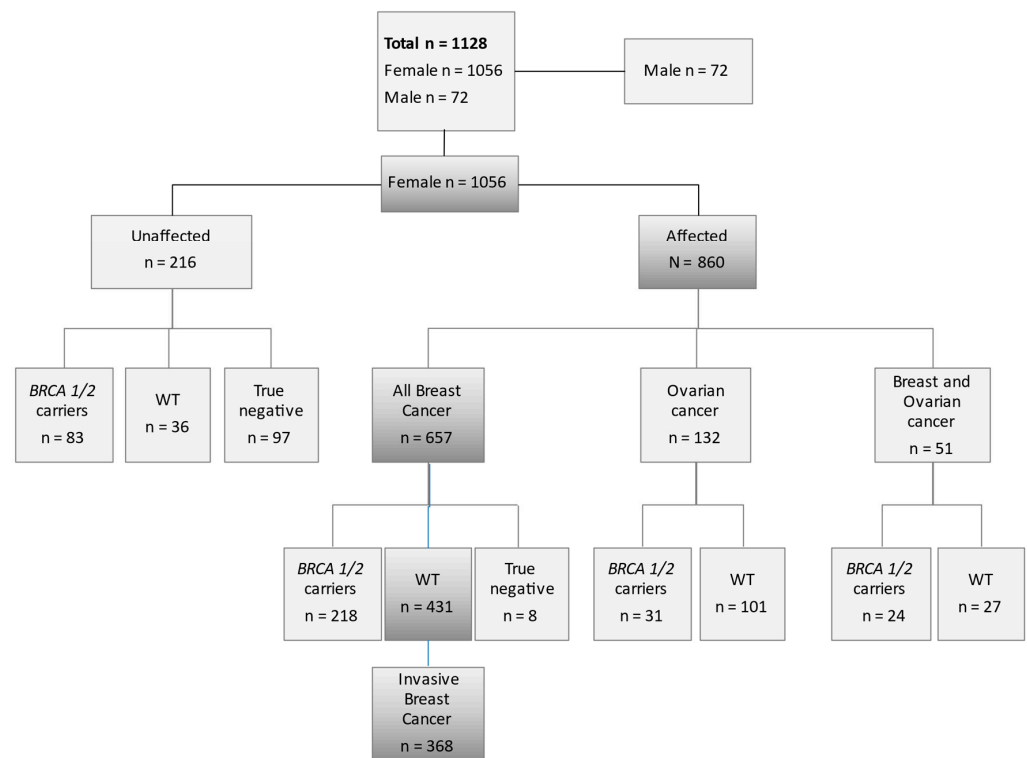 Total n = 1128
Female n = 1056
Male n = 72
Male n = 72
Female n = 1056
Unaffected
n = 216
Affected
N = 860
BRCA 1/2
carriers
n = 83
WT
n = 36
True
negative
n = 97
All Breast
Cancer
n = 657
Ovarian
cancer
n = 132
Breast and
Ovarian
cancer
n = 51
BRCA 1/2
carriers
n = 218
WT
n = 431
True
negative
n = 8
BRCA 1/2
carriers
n = 31
WT
n = 101
BRCA 1/2
carriers
n = 24
WT
n = 27
Invasive
Breast
Cancer
n = 368